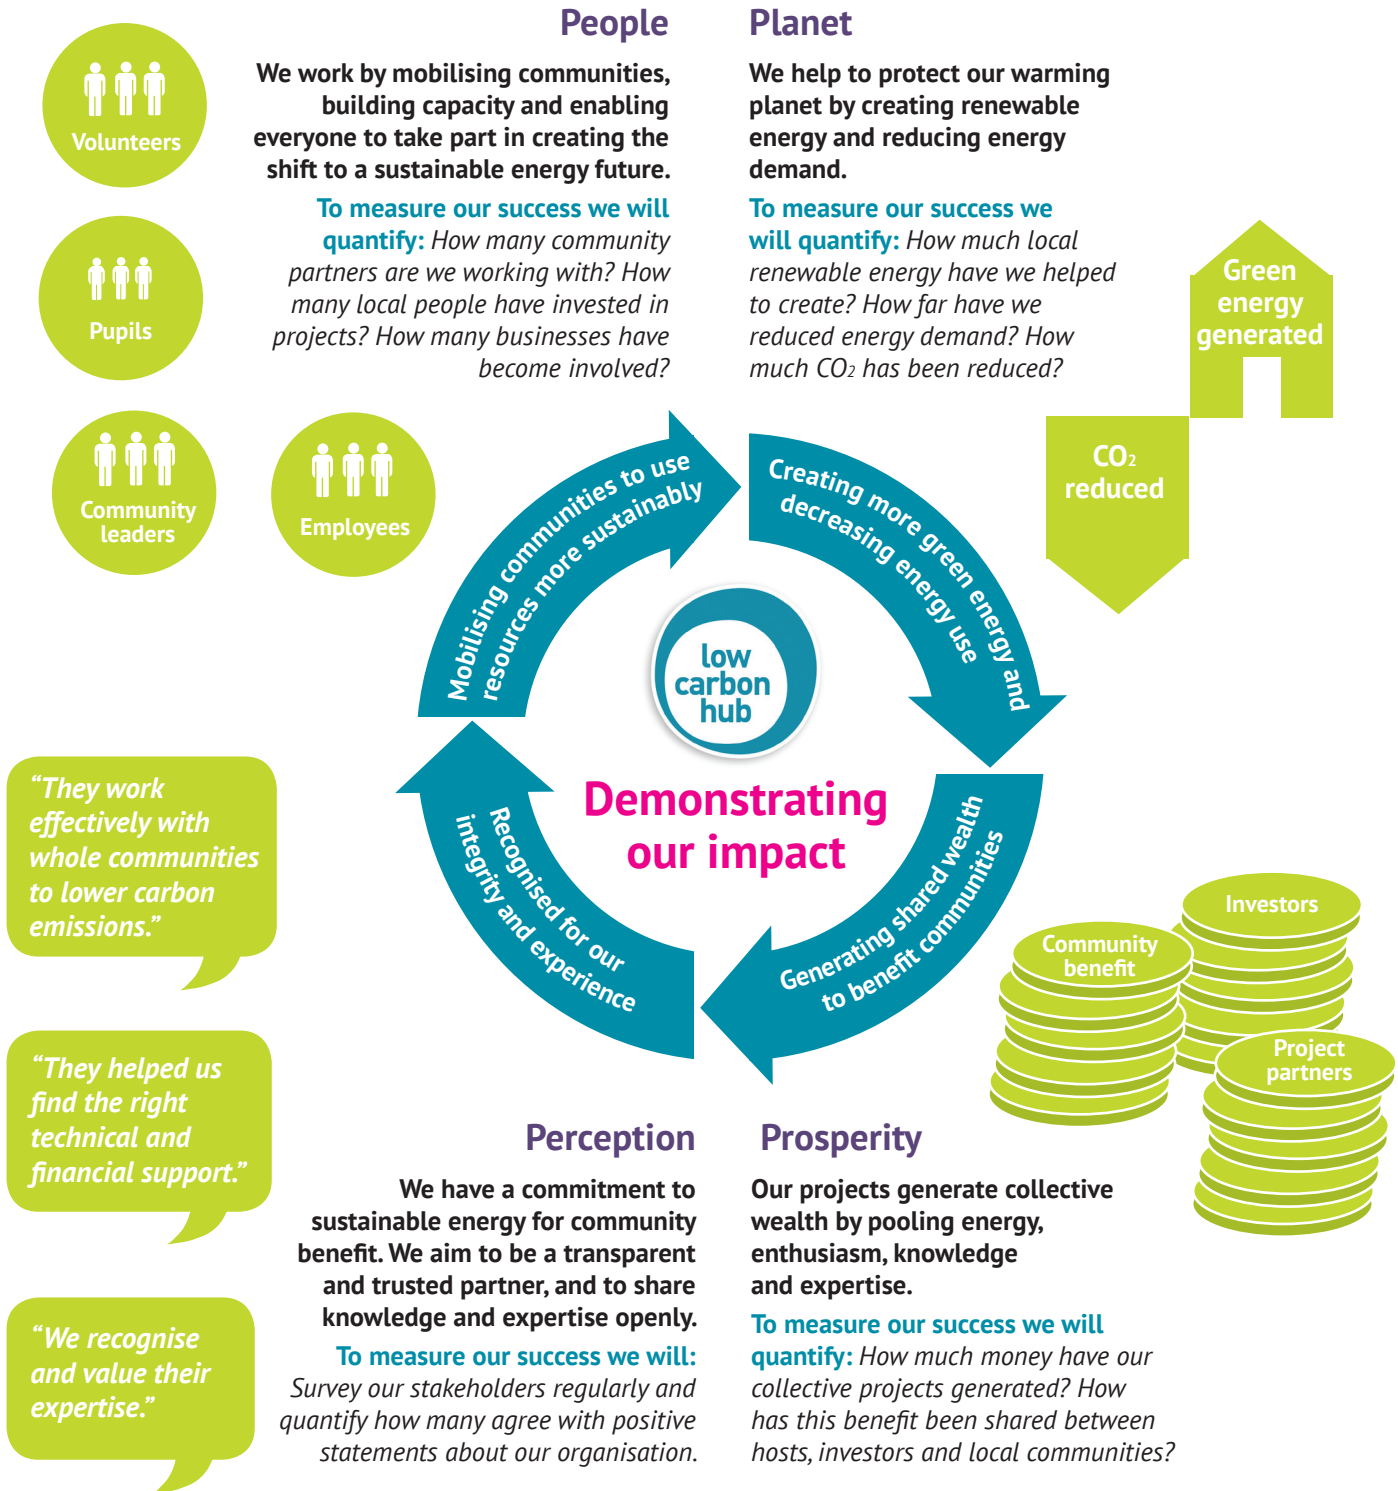 People
We work by mobilising communities,
building capacity and enabling
everyone to take part in creating the
shift to a sustainable energy future.
To measure our success we will
quantify: How many community
partners are we working with? How
many local people have invested in
projects? How many businesses have
become involved?
Volunteers
Pupils
Community
leaders
Employees
Planet
We help to protect our warming
planet by creating renewable
energy and reducing energy
demand.
To measure our success we
will quantify: How much local
renewable energy have we helped
to create? How far have we
reduced energy demand? How
much CO2 has been reduced?
Green
energy
generated
CO2
reduced
Mobilising communities to use
resources more sustainably
Creating more green energy and
decreasing energy use
low
carbon
hub
Demonstrating
our impact
Generating shared wealth
to benefit communities
Recognised for our
integrity and experience
“They work
effectively with
whole communities
to lower carbon
emissions.”
“They helped us
find the right
technical and
financial support.”
“We recognise
and value their
expertise.”
Investors
Community
benefit
Project
partners
Perception
We have a commitment to
sustainable energy for community
benefit. We aim to be a transparent
and trusted partner, and to share
knowledge and expertise openly.
To measure our success we will:
Survey our stakeholders regularly and
quantify how many agree with positive
statements about our organisation.
Prosperity
Our projects generate collective
wealth by pooling energy,
enthusiasm, knowledge
and expertise.
To measure our success we will
quantify: How much money have our
collective projects generated? How
has this benefit been shared between
hosts, investors and local communities?